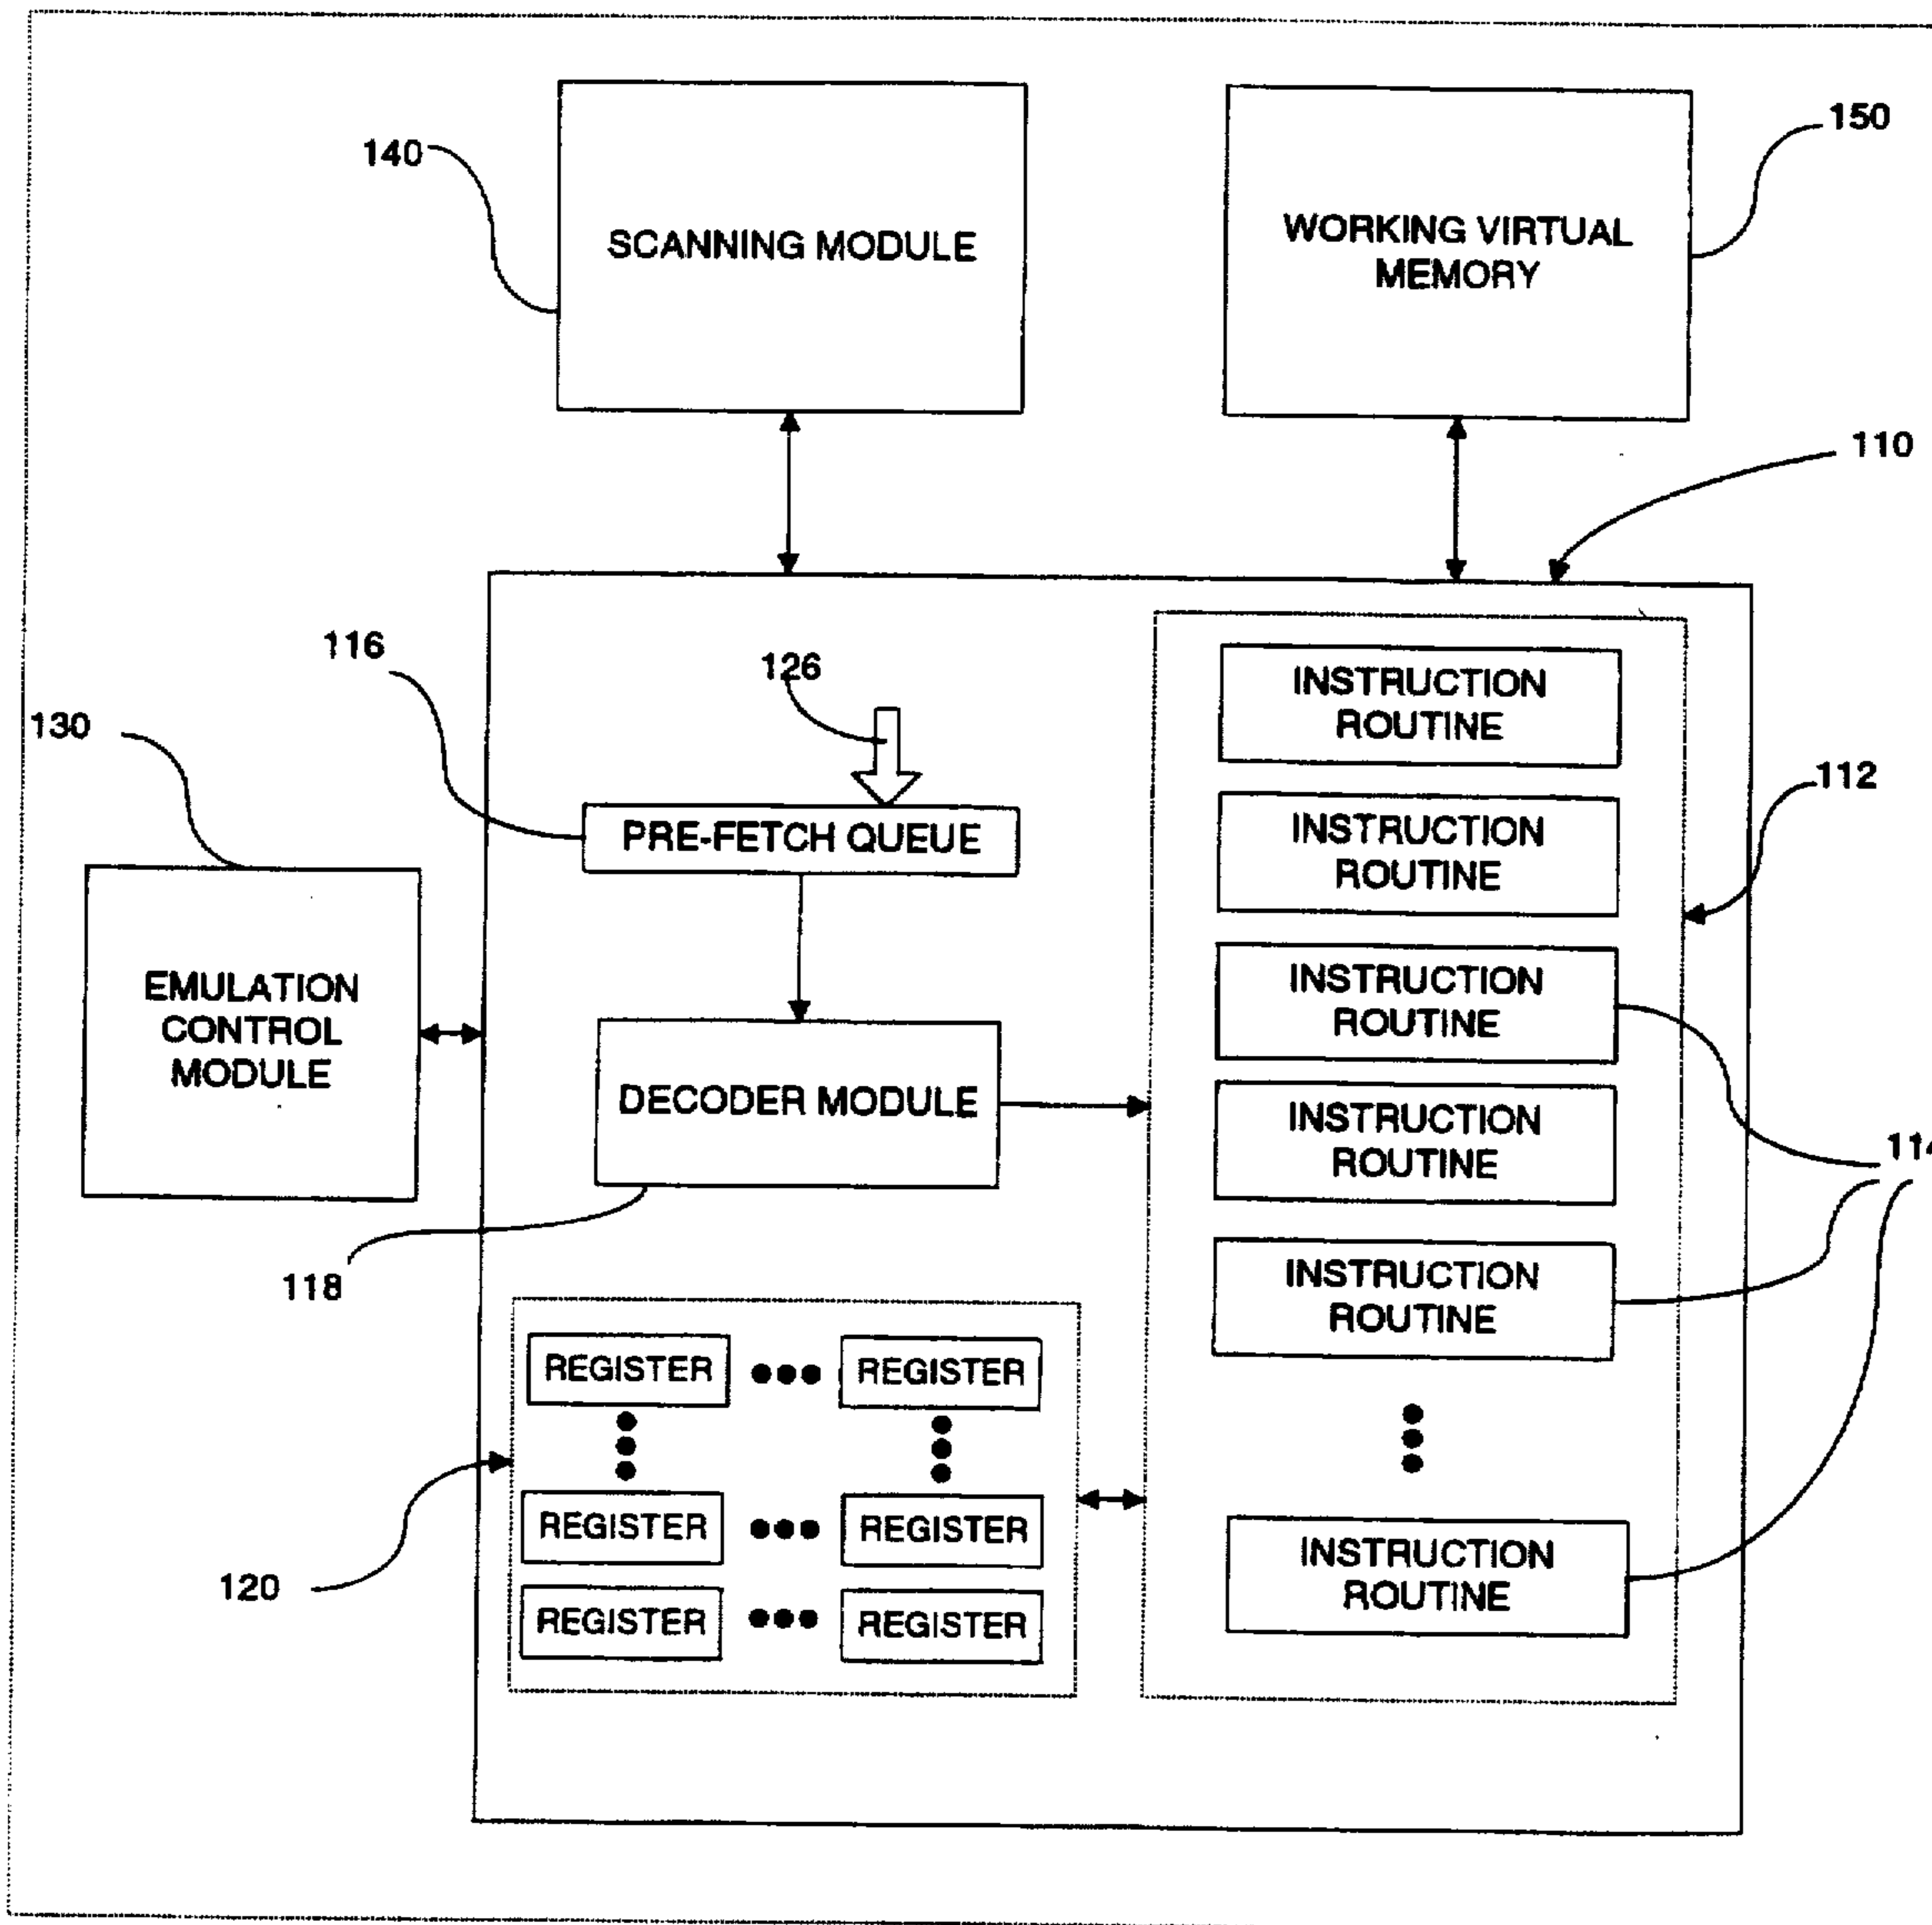 140
SCANNING MODULE
WORKING VIRTUAL
MEMORY
150
110
116
126
130
PRE-FETCH QUEUE
EMULATION
CONTROL
MODULE
DECODER MODULE
118
INSTRUCTION
ROUTINE
INSTRUCTION
ROUTINE
INSTRUCTION
ROUTINE
INSTRUCTION
ROUTINE
INSTRUCTION
ROUTINE
INSTRUCTION
ROUTINE
112
114
REGISTER ••• REGISTER
REGISTER ••• REGISTER
REGISTER ••• REGISTER
120